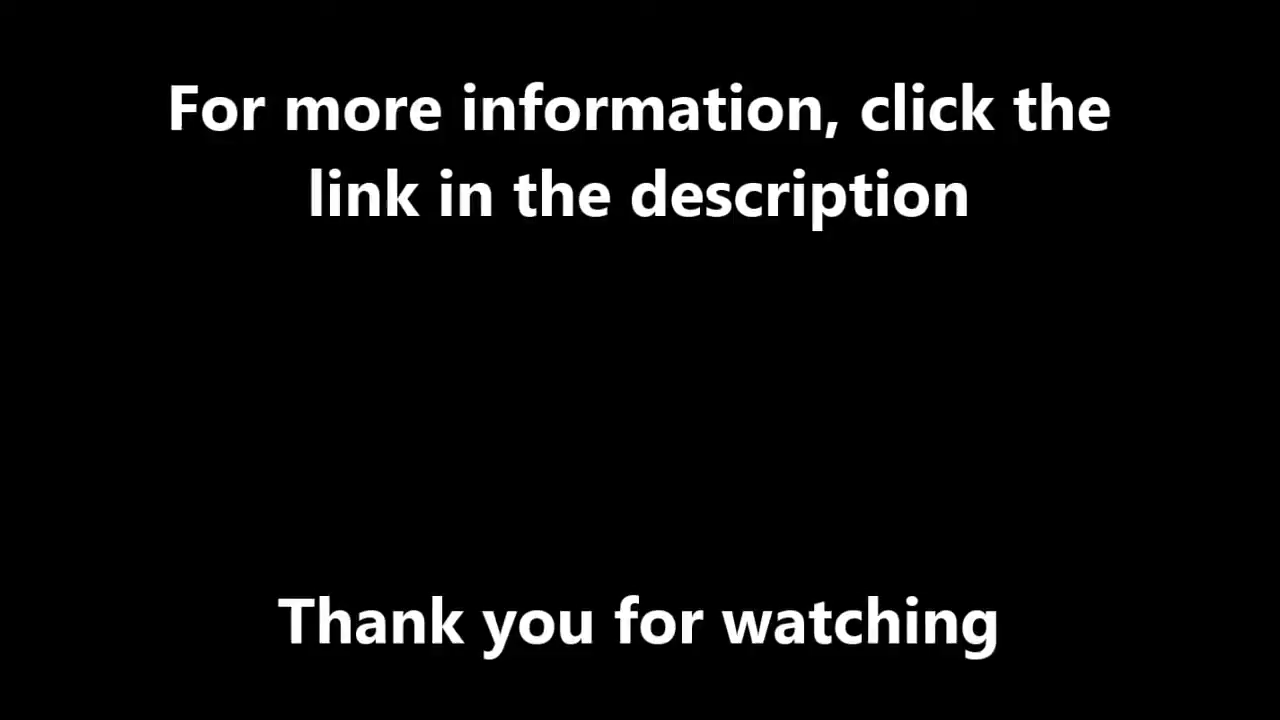 For more information, click the
link in the description
Thank you for watching